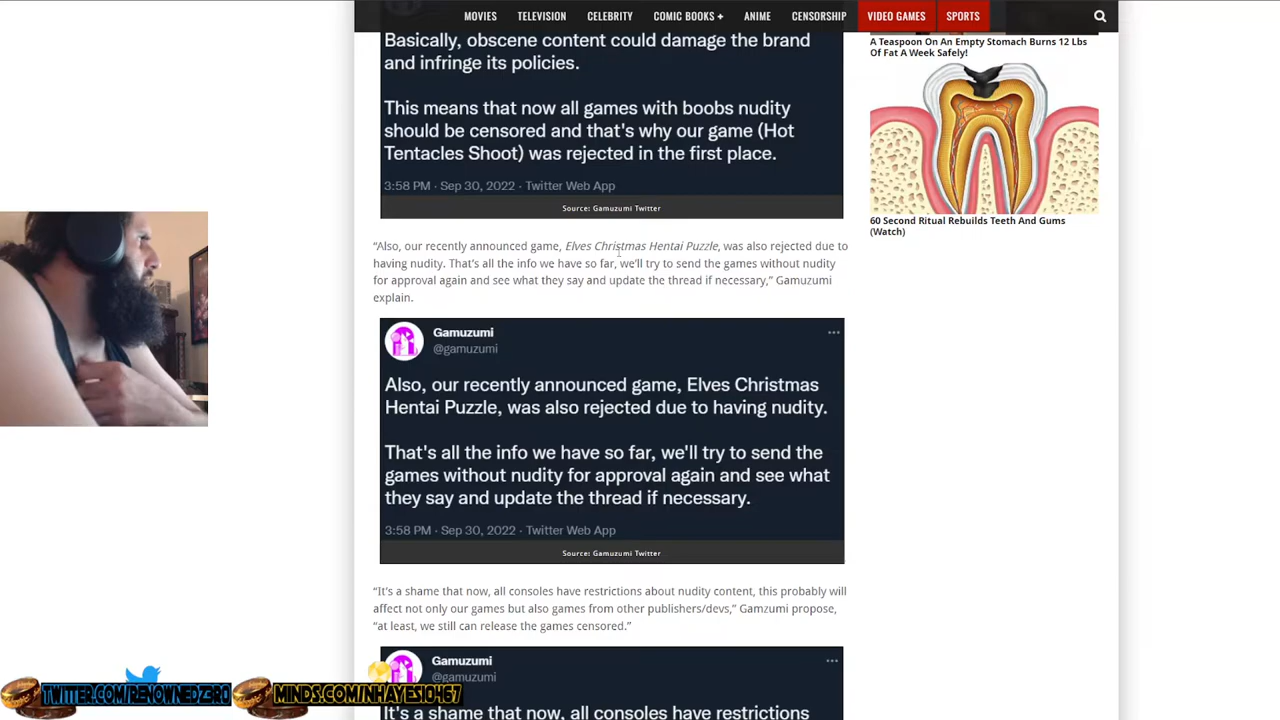 MOVIES TELEVISION CELEBRITY COMIC BOOKS + ANIME CENSORSHIP VIDEO GAMES SPORTS
Basically, obscene content could damage the brand
and infringe its policies.
This means that now all games with boobs nudity
should be censored and that's why our game (Hot
Tentacles Shoot) was rejected in the first place.
3:58 PM · Sep 30, 2022 · Twitter Web App
Source: Gamuzumi Twitter
“Also, our recently announced game, Elves Christmas Hentai Puzzle, was also rejected due to
having nudity. That’s all the info we have so far, we’ll try to send the games without nudity
for approval again and see what they say and update the thread if necessary,” Gamuzumi
explain.
Gamuzumi
@gamuzumi
Also, our recently announced game, Elves Christmas
Hentai Puzzle, was also rejected due to having nudity.
That's all the info we have so far, we'll try to send the
games without nudity for approval again and see what
they say and update the thread if necessary.
3:58 PM · Sep 30, 2022 · Twitter Web App
Source: Gamuzumi Twitter
“It’s a shame that now, all consoles have restrictions about nudity content, this probably will
affect not only our games but also games from other publishers/devs,” Gamzumi propose,
“at least, we still can release the games censored.”
Gamuzumi
@gamuzumi
It's a shame that now, all consoles have restrictions
A Teaspoon On An Empty Stomach Burns 12 Lbs
Of Fat A Week Safely!
60 Second Ritual Rebuilds Teeth And Gums
(Watch)
TWITTER.COM/RENOWNEDZ3R0
MINDS.COM/NHAYES10467